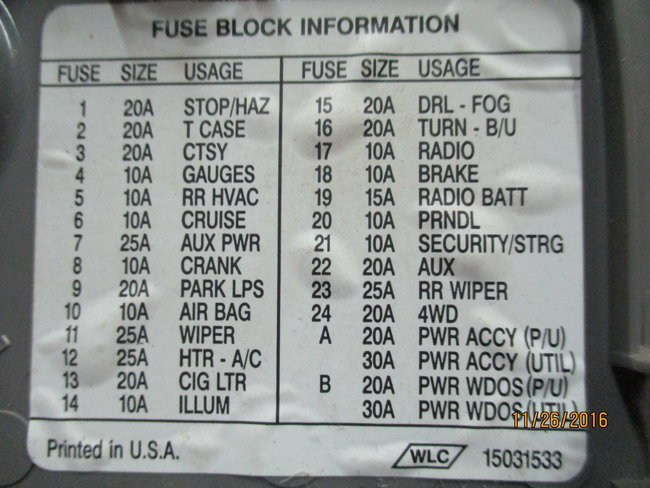 FUSE BLOCK INFORMATION
FUSE SIZE USAGE FUSE SIZE USAGE
1 20A STOP/HAZ 15 20A DRL - FOG
2 20A T CASE 16 20A TURN - B/U
3 20A CTSY 17 10A RADIO
4 10A GAUGES 18 10A BRAKE
5 10A RR HVAC 19 15A RADIO BATT
6 10A CRUISE 20 10A PRNDL
7 25A AUX PWR 21 10A SECURITY/STRG
8 10A CRANK 22 20A AUX
9 20A PARK LPS 23 25A RR WIPER
10 10A AIR BAG 24 20A 4WD
11 25A WIPER A 20A PWR ACCY (P/U)
12 25A HTR - A/C 30A PWR ACCY (UTIL)
13 20A CIG LTR B 20A PWR WDOS (P/U)
14 10A ILLUM 30A PWR WDOS (UTIL)
11/26/2016
Printed in U.S.A. WLC 15031533